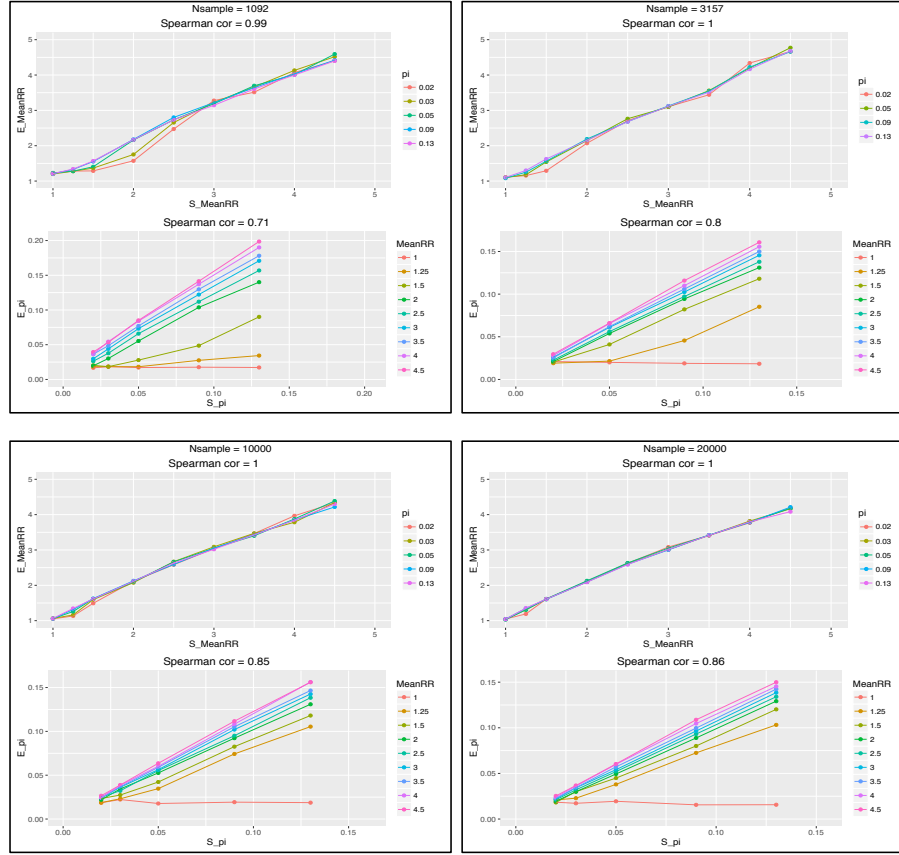 Nsample = 1092
Spearman cor = 0.99
E_MeanRR
5
4
3
2
1
1 2 3 4 5
S_MeanRR
pi
0.02
0.03
0.05
0.09
0.13
Spearman cor = 0.71
E_pi
0.20
0.15
0.10
0.05
0.00
0.00 0.05 0.10 0.15 0.20
S_pi
MeanRR
1
1.25
1.5
2
2.5
3
3.5
4
4.5
Nsample = 3157
Spearman cor = 1
E_MeanRR
5
4
3
2
1
1 2 3 4 5
S_MeanRR
pi
0.02
0.05
0.09
0.13
Spearman cor = 0.8
E_pi
0.15
0.10
0.05
0.00
0.00 0.05 0.10 0.15
S_pi
MeanRR
1
1.25
1.5
2
2.5
3
3.5
4
4.5
Nsample = 10000
Spearman cor = 1
E_MeanRR
5
4
3
2
1
1 2 3 4 5
S_MeanRR
pi
0.02
0.03
0.05
0.09
0.13
Spearman cor = 0.85
E_pi
0.15
0.10
0.05
0.00
0.00 0.05 0.10 0.15
S_pi
MeanRR
1
1.25
1.5
2
2.5
3
3.5
4
4.5
Nsample = 20000
Spearman cor = 1
E_MeanRR
5
4
3
2
1
1 2 3 4 5
S_MeanRR
pi
0.02
0.03
0.05
0.09
0.13
Spearman cor = 0.86
E_pi
0.15
0.10
0.05
0.00
0.00 0.05 0.10 0.15
S_pi
MeanRR
1
1.25
1.5
2
2.5
3
3.5
4
4.5